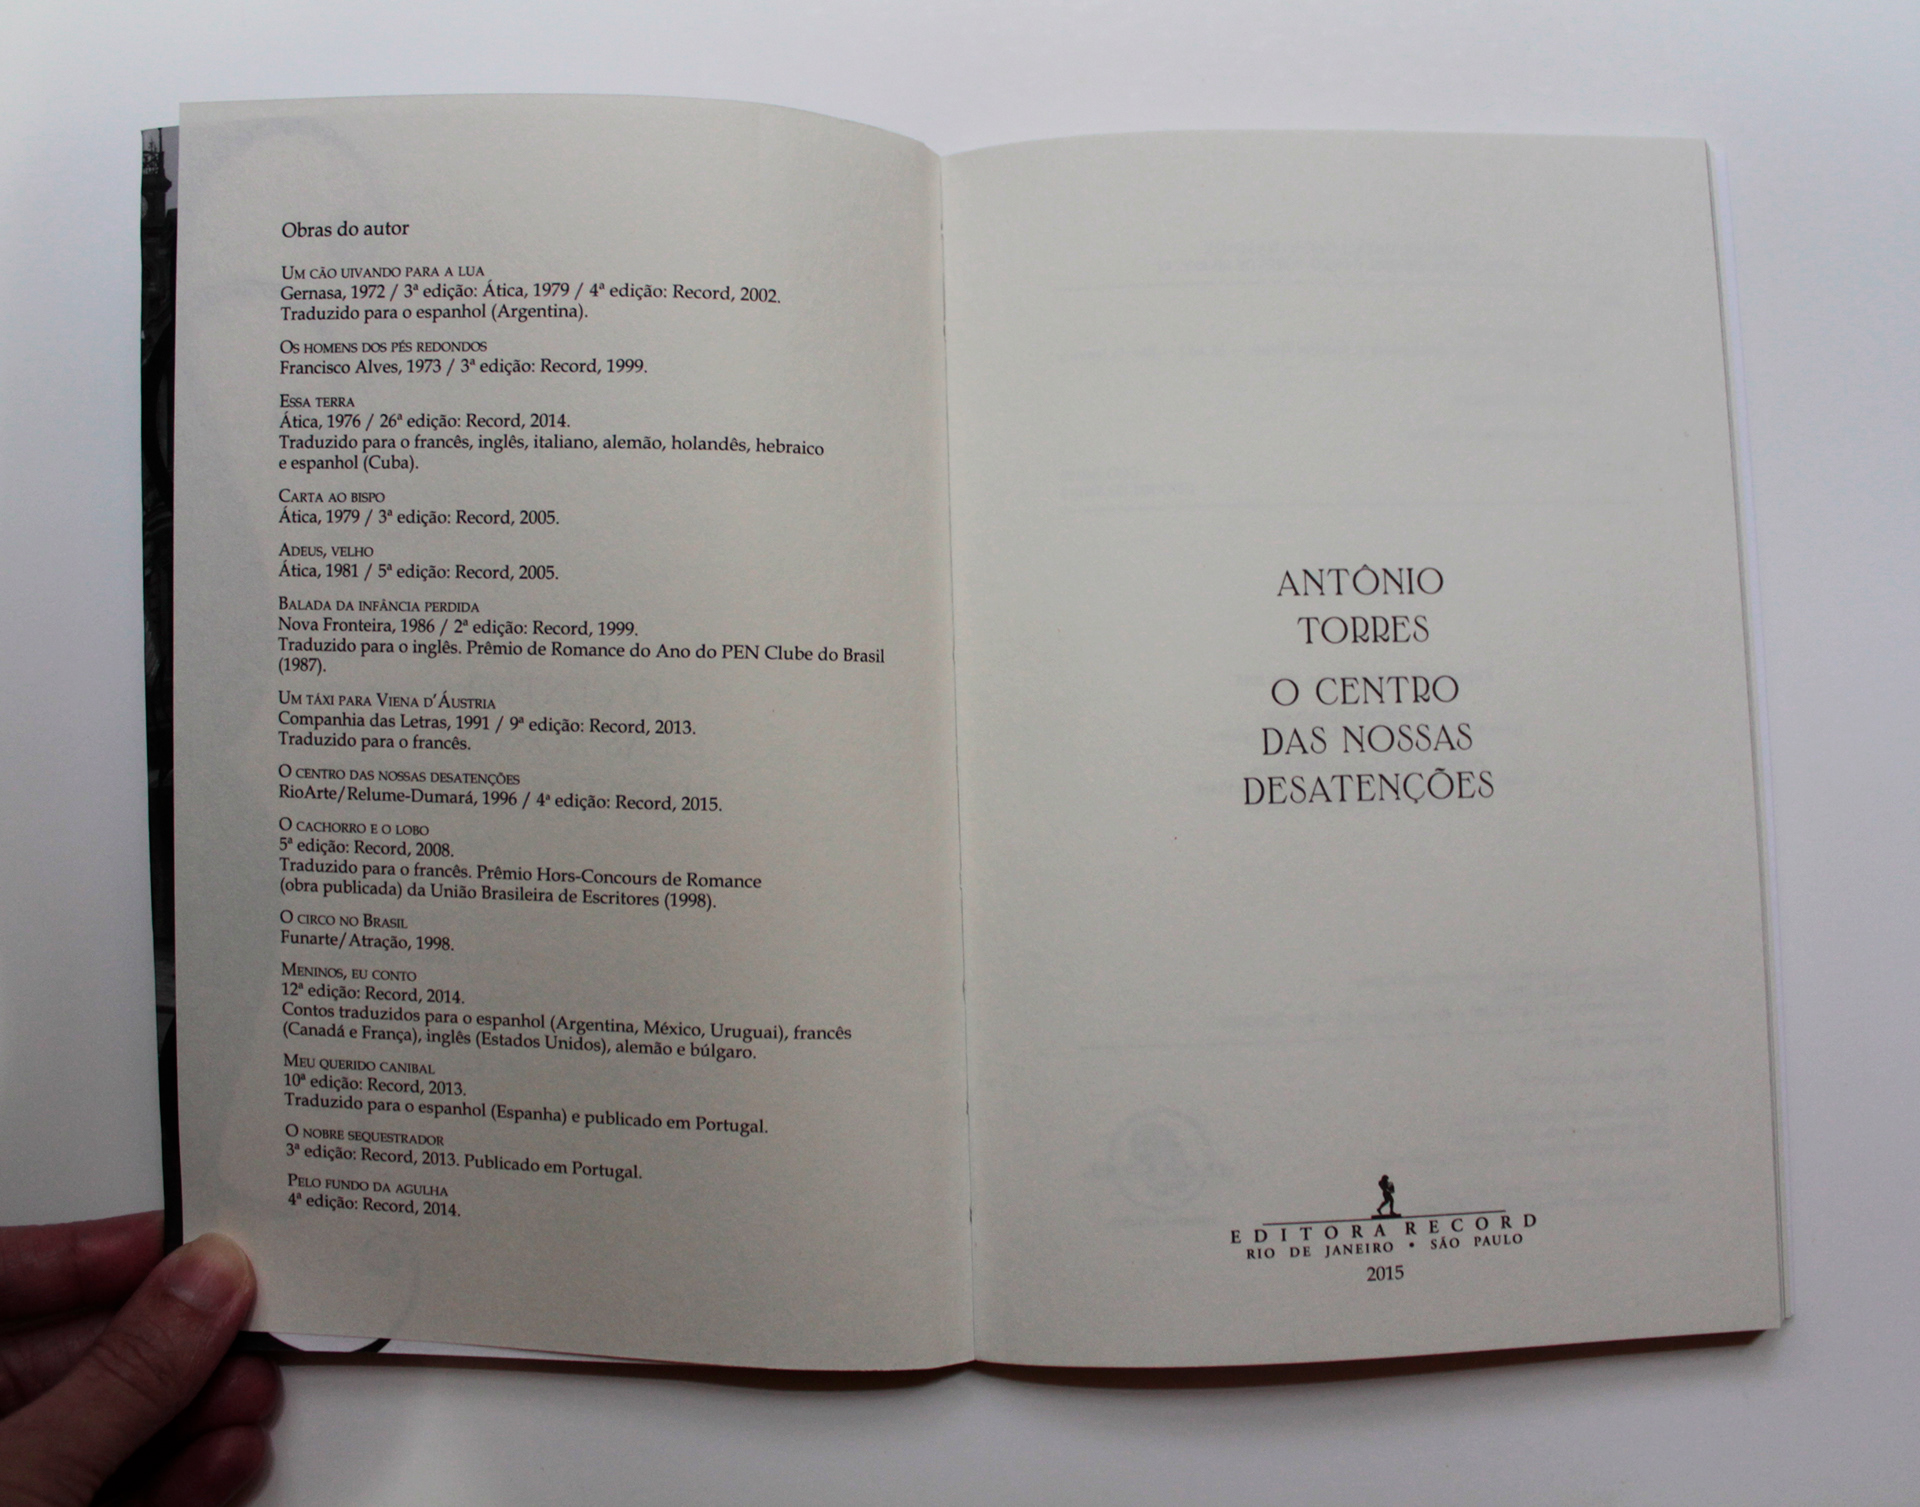 Obras do autor
UM CÃO UIVANDO PARA A LUA
Gernasa, 1972 / 3ª edição: Ática, 1979 / 4ª edição: Record, 2002.
Traduzido para o espanhol (Argentina).
OS HOMENS DOS PÉS REDONDOS
Francisco Alves, 1973 / 3ª edição: Record, 1999.
ESSA TERRA
Ática, 1976 / 26ª edição: Record, 2014.
Traduzido para o francês, inglês, italiano, alemão, holandês, hebraico
e espanhol (Cuba).
CARTA AO BISPO
Ática, 1979 / 3ª edição: Record, 2005.
ADEUS, VELHO
Ática, 1981 / 5ª edição: Record, 2005.
BALADA DA INFÂNCIA PERDIDA
Nova Fronteira, 1986 / 2ª edição: Record, 1999.
Traduzido para o inglês. Prêmio de Romance do Ano do PEN Clube do Brasil
(1987).
UM TÁXI PARA VIENA D'ÁUSTRIA
Companhia das Letras, 1991 / 9ª edição: Record, 2013.
Traduzido para o francês.
O CENTRO DAS NOSSAS DESATENÇÕES
RioArte/Relume-Dumará, 1996 / 4ª edição: Record, 2015.
O CACHORRO E O LOBO
5ª edição: Record, 2008.
Traduzido para o francês. Prêmio Hors-Concours de Romance
(obra publicada) da União Brasileira de Escritores (1998).
O CIRCO NO BRASIL
Funarte/Atração, 1998.
MENINOS, EU CONTO
12ª edição: Record, 2014.
Contos traduzidos para o espanhol (Argentina, México, Uruguai), francês
(Canadá e França), inglês (Estados Unidos), alemão e búlgaro.
MEU QUERIDO CANIBAL
10ª edição: Record, 2013.
Traduzido para o espanhol (Espanha) e publicado em Portugal.
O NOBRE SEQUESTRADOR
3ª edição: Record, 2013. Publicado em Portugal.
PELO FUNDO DA AGULHA
4ª edição: Record, 2014.
ANTÔNIO
TORRES
O CENTRO
DAS NOSSAS
DESATENÇÕES
EDITORA RECORD
RIO DE JANEIRO • SÃO PAULO
2015